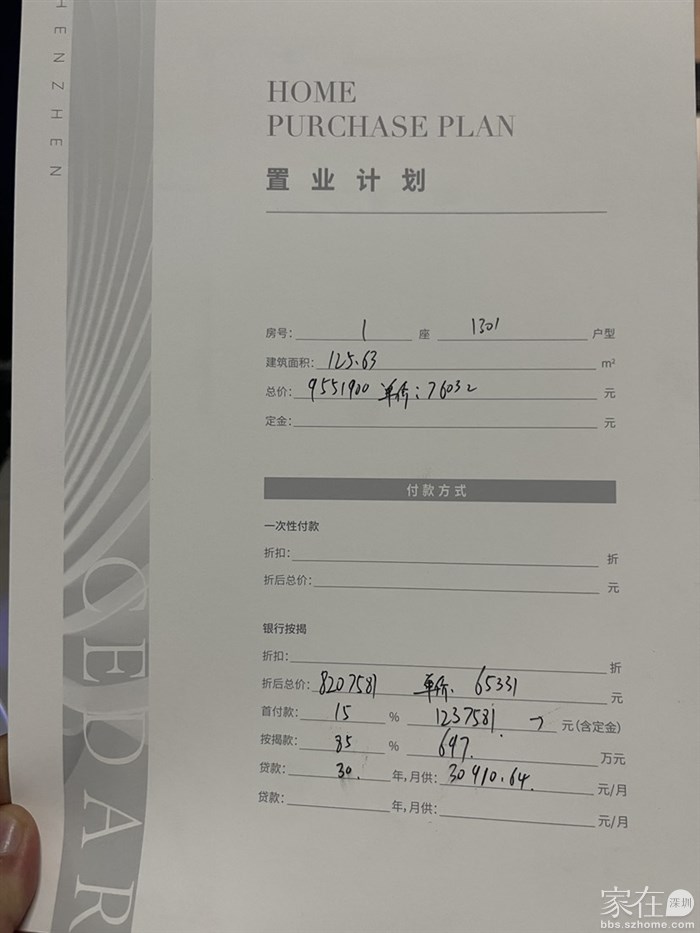 SHENZHEN
HOME
PURCHASE PLAN
置业计划
房号: 1 座 1301 户型
建筑面积: 125.63 m²
总价: 9551900 单价:76032 元
定金: 元
付款方式
一次性付款
折扣: 折
折后总价: 元
银行按揭
折扣: 折
折后总价: 8207581 单价. 65331 元
首付款: 15 % 1237581. 元(含定金)
按揭款: 85 % 697. 万元
贷款: 30. 年,月供: 30910.64. 元/月
贷款: 年,月供: 元/月
CEDAR
家在深圳
bbs.szhome.com